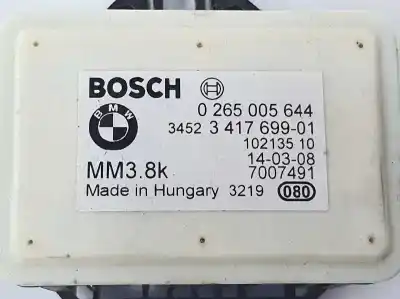 BOSCH
BMW
0 265 005 644
3452 3 417 699-01
102135 10
14-03-08
MM3.8k 7007491
Made in Hungary 3219 080